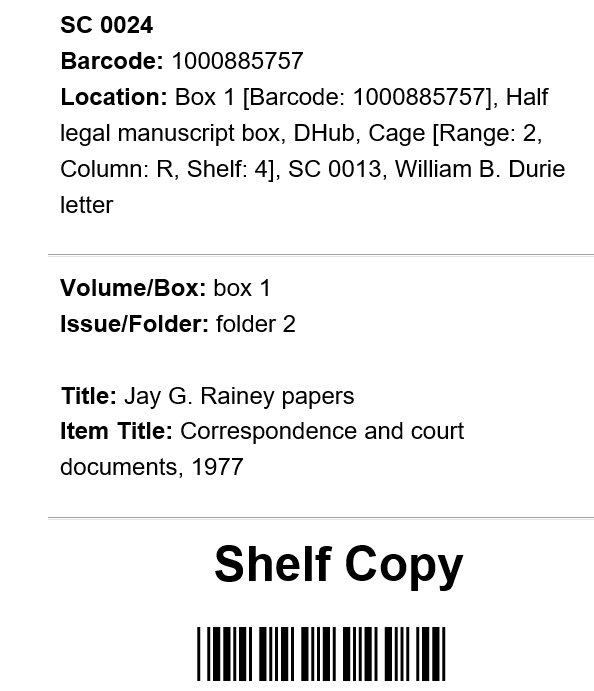 SC 0024
Barcode: 1000885757
Location: Box 1 [Barcode: 1000885757], Half
legal manuscript box, DHub, Cage [Range: 2,
Column: R, Shelf: 4], SC 0013, William B. Durie
letter
Volume/Box: box 1
Issue/Folder: folder 2
Title: Jay G. Rainey papers
Item Title: Correspondence and court
documents, 1977
Shelf Copy